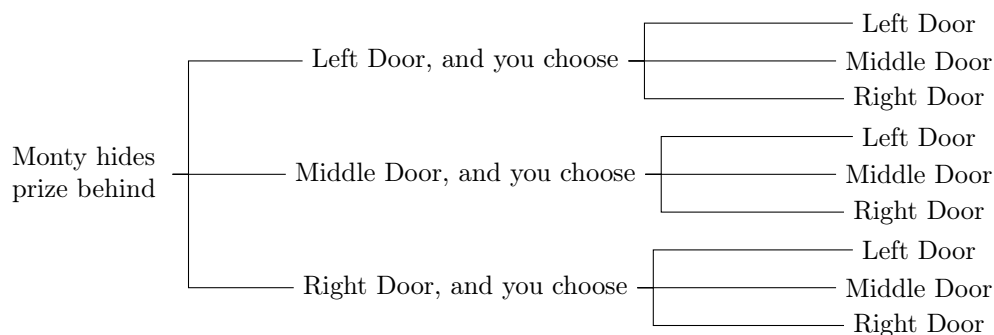 Monty hides
prize behind
Left Door, and you choose
Left Door
Middle Door
Right Door
Middle Door, and you choose
Left Door
Middle Door
Right Door
Right Door, and you choose
Left Door
Middle Door
Right Door